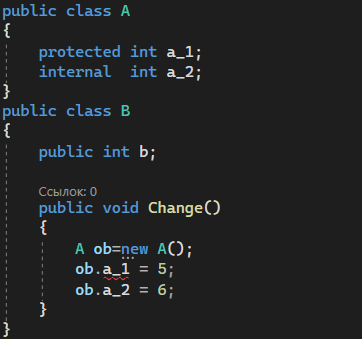 public class A
{
    protected int a_1;
    internal  int a_2;
}
public class B
{
    public int b;

    Ссылок: 0
    public void Change()
    {
        A ob=new A();
        ob.a_1 = 5;
        ob.a_2 = 6;
    }
}